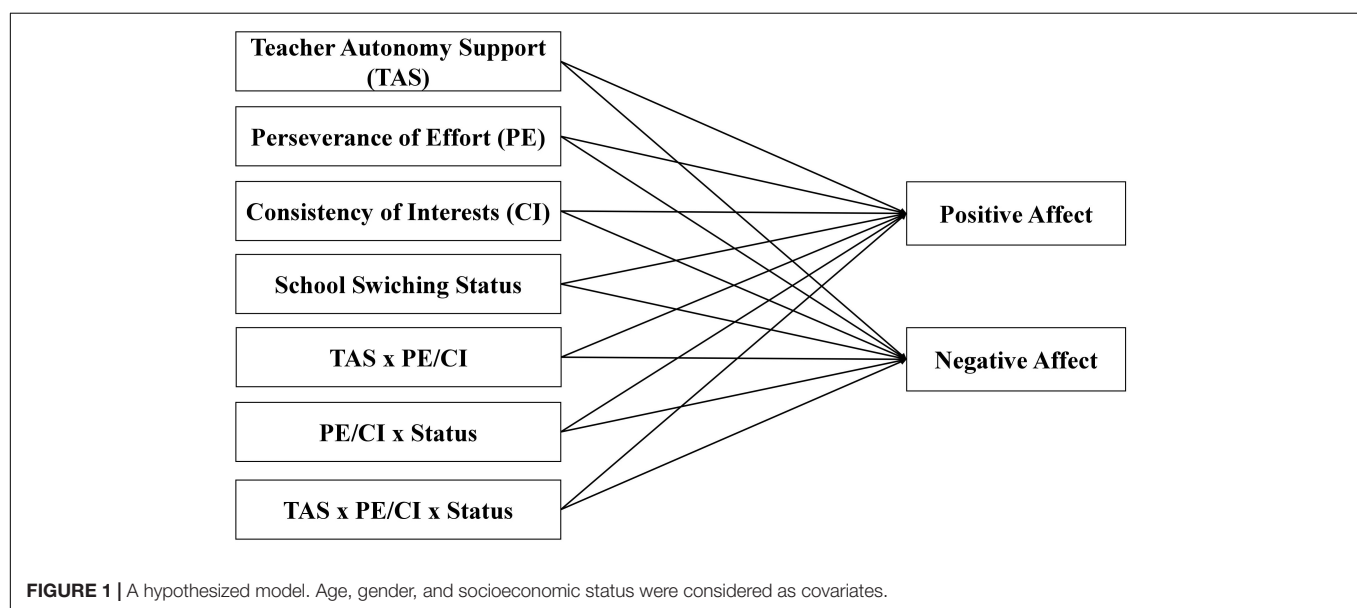 Teacher Autonomy Support
(TAS)
Perseverance of Effort (PE)
Consistency of Interests (CI)
School Swiching Status
TAS x PE/CI
PE/CI x Status
TAS x PE/CI x Status
Positive Affect
Negative Affect
FIGURE 1 | A hypothesized model. Age, gender, and socioeconomic status were considered as covariates.